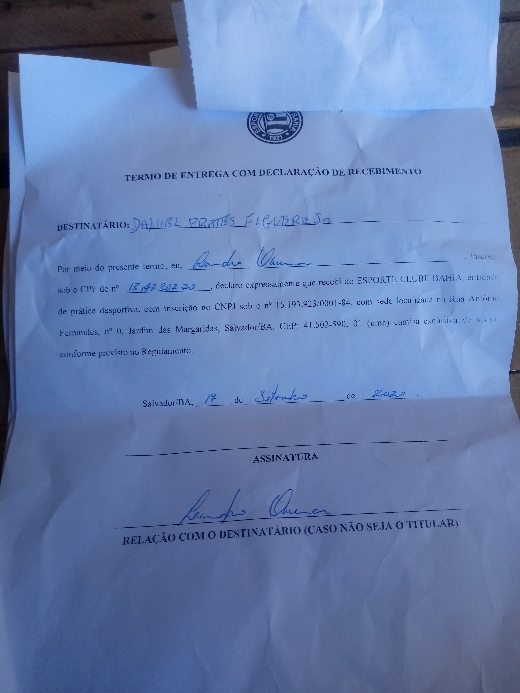 1931
TERMO DE ENTREGA COM DECLARAÇÃO DE RECEBIMENTO
DESTINATÁRIO: DANIEL PRATES FIGUEIREDO
Por meio do presente termo, eu,
sob o CPF de nº declaro expressamente que recebi do ESPORTE CLUBE BAHIA, entidade
de prática desportiva, com inscrição no CNPJ sob o nº 15.193.923/0001-84, com sede localizada na Rua Antônio
Fernandes, nº 0, Jardim das Margaridas, Salvador/BA, CEP: 41.502-590, 01 (uma) camisa exclusiva
conforme previsto no Regulamento.
Salvador/BA, 14 de Setembro
ASSINATURA
RELAÇÃO COM O DESTINATÁRIO (CASO NÃO SEJA O TITULAR)